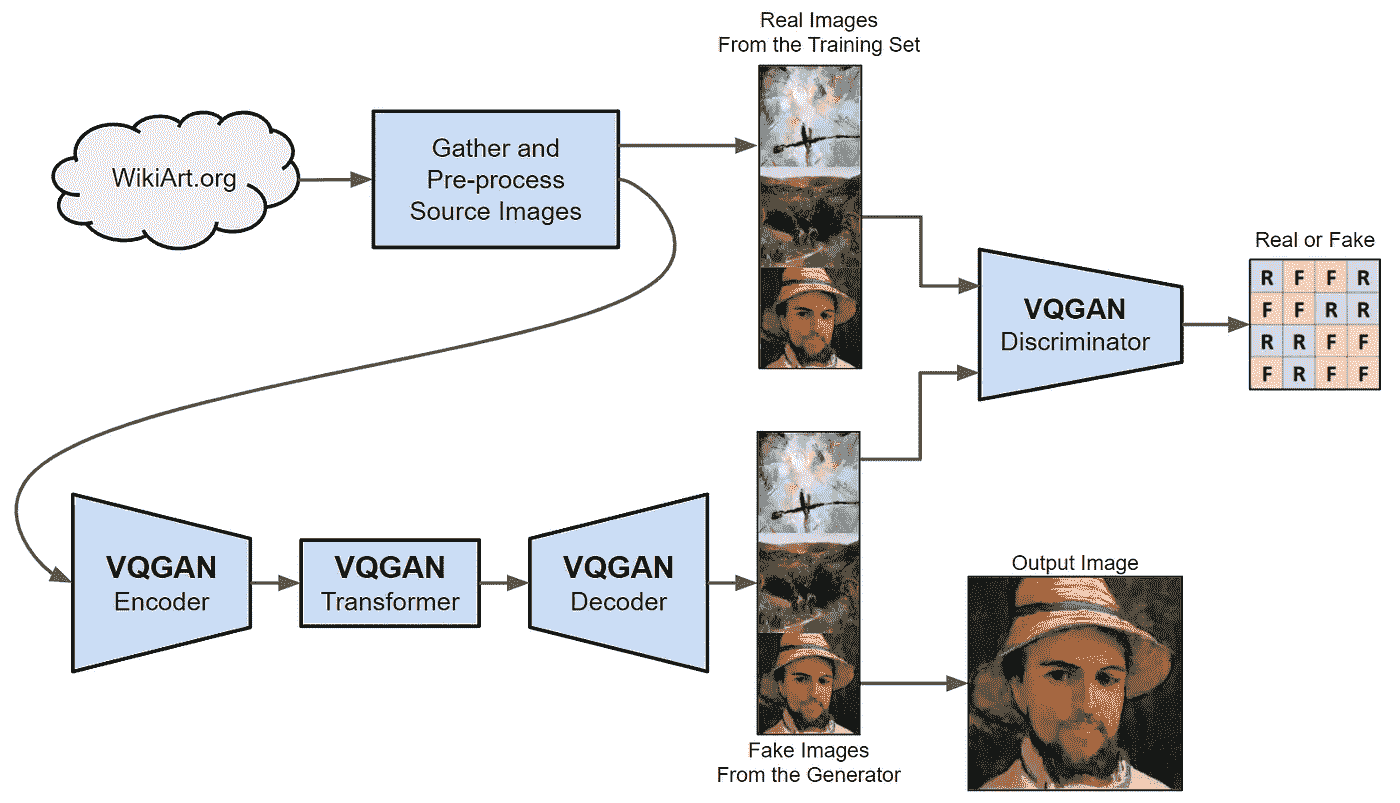 Real Images
From the Training Set
WikiArt.org
Gather and
Pre-process
Source Images
Real or Fake
R F F R
F F R R
R R F F
F R F F
VQGAN
Discriminator
VQGAN
Encoder
VQGAN
Transformer
VQGAN
Decoder
Output Image
Fake Images
From the Generator